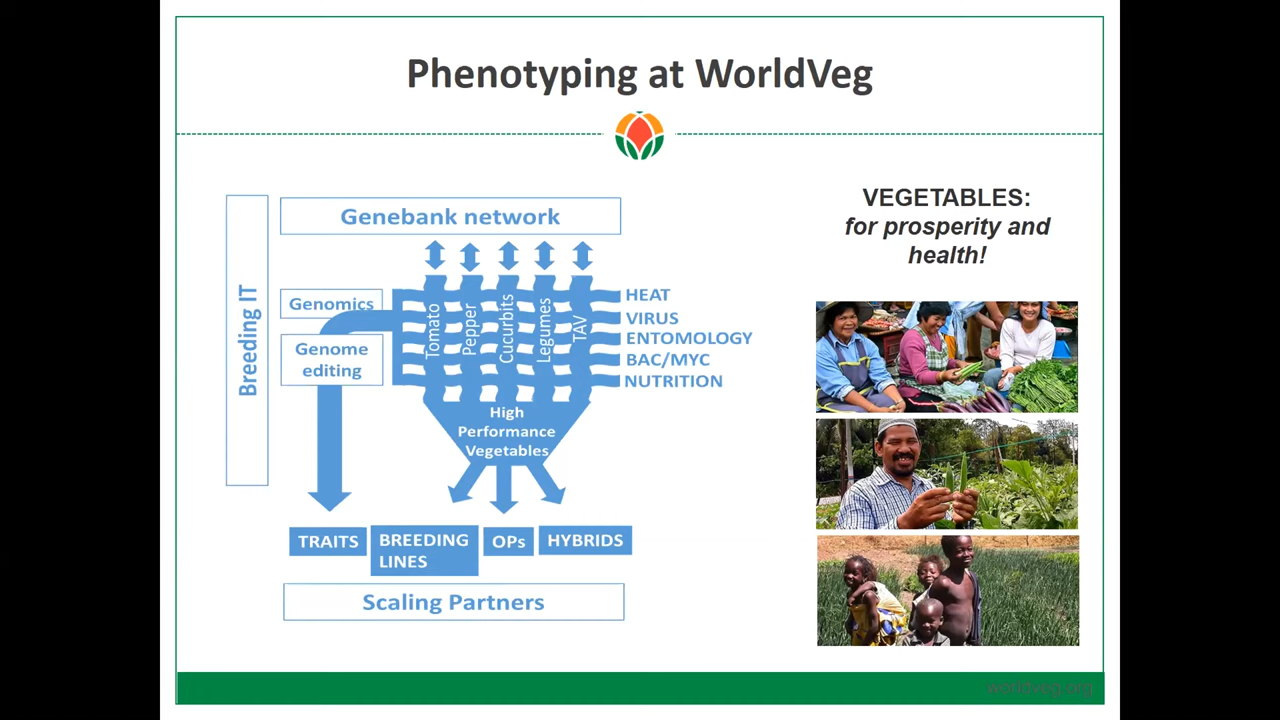 Phenotyping at WorldVeg
VEGETABLES:
for prosperity and
health!
Breeding IT
Genebank network
Genomics
Genome
editing
Tomato
Pepper
Cucurbits
Legumes
TAV
HEAT
VIRUS
ENTOMOLOGY
BAC/MYC
NUTRITION
High
Performance
Vegetables
TRAITS
BREEDING
LINES
OPs
HYBRIDS
Scaling Partners
worldveg.org